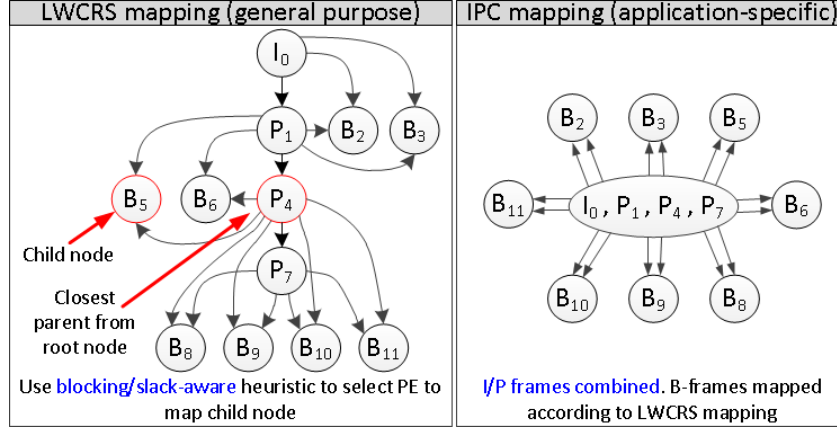 LWCRS mapping (general purpose)
I0
P1
B2
B3
B5
B6
P4
Child node
P7
Closest
parent from
root node
B8
B9
B10
B11
Use blocking/slack-aware heuristic to select PE to
map child node
IPC mapping (application-specific)
B2
B3
B5
B11
I0 , P1 , P4 , P7
B6
B10
B9
B8
I/P frames combined. B-frames mapped
according to LWCRS mapping